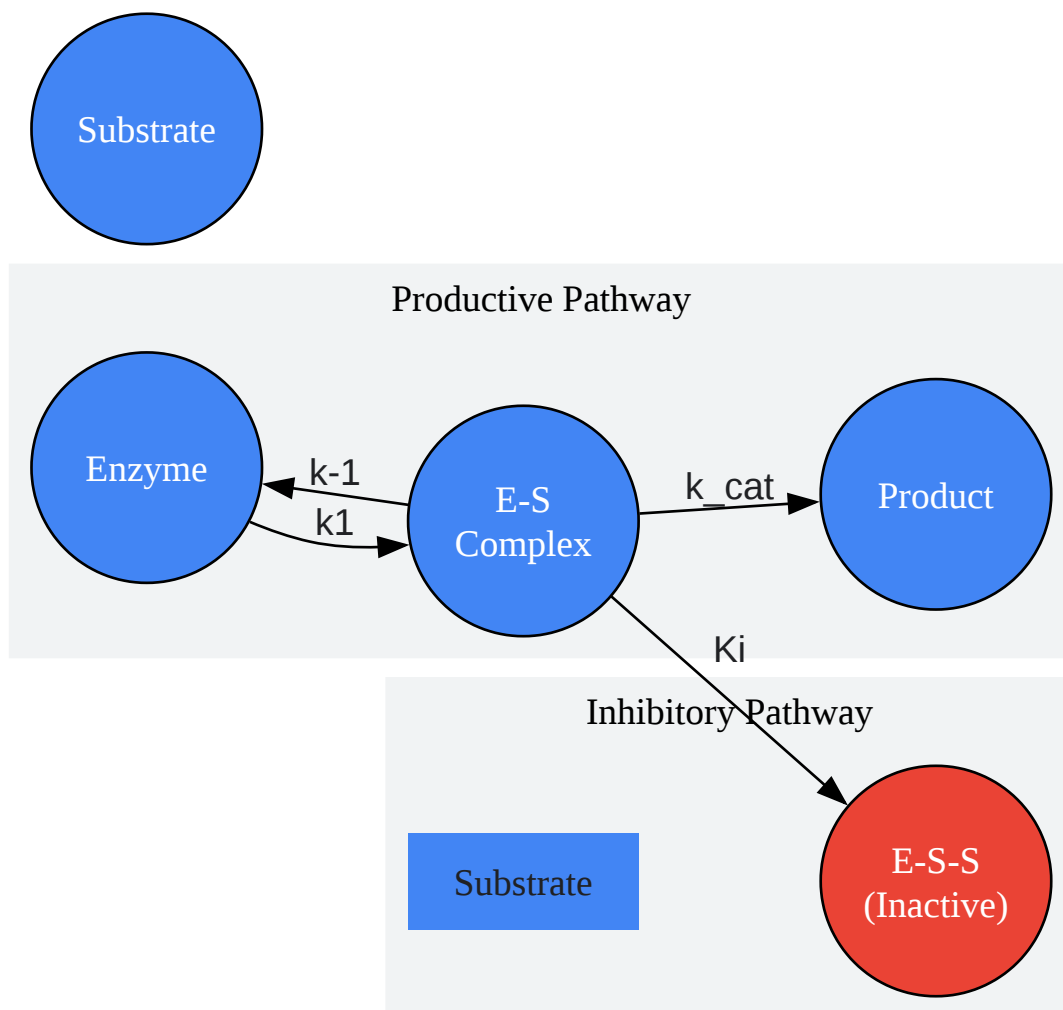 Substrate
Productive Pathway
Enzyme
k-1
k1
E-S
Complex
k_cat
Product
Ki
Inhibitory Pathway
Substrate
E-S-S
(Inactive)